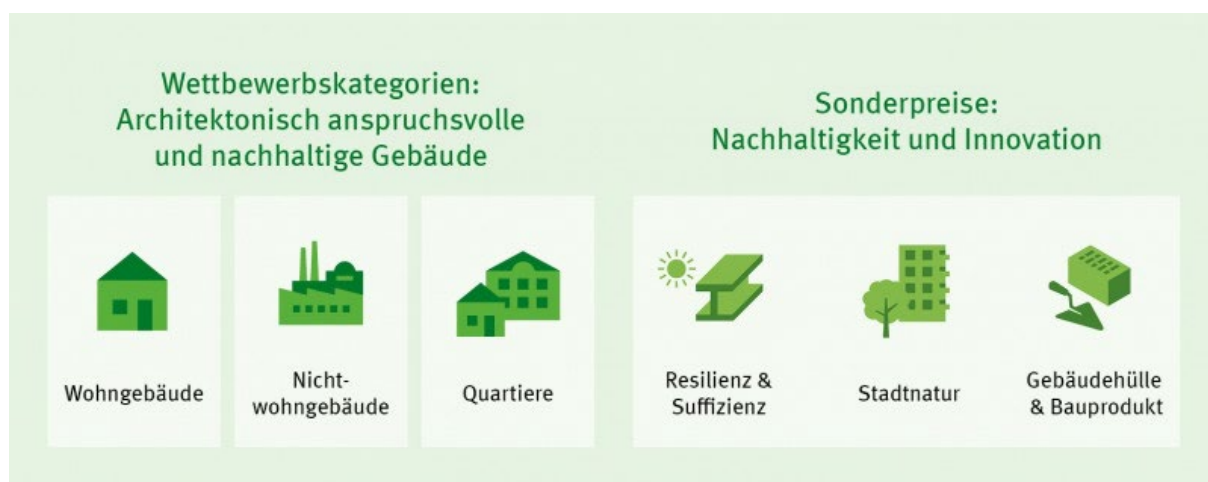 Wettbewerbskategorien:
Architektonisch anspruchsvolle
und nachhaltige Gebäude
Wohngebäude
Nicht-
wohngebäude
Quartiere
Sonderpreise:
Nachhaltigkeit und Innovation
Resilienz &
Suffizienz
Stadtnatur
Gebäudehülle
& Bauprodukt